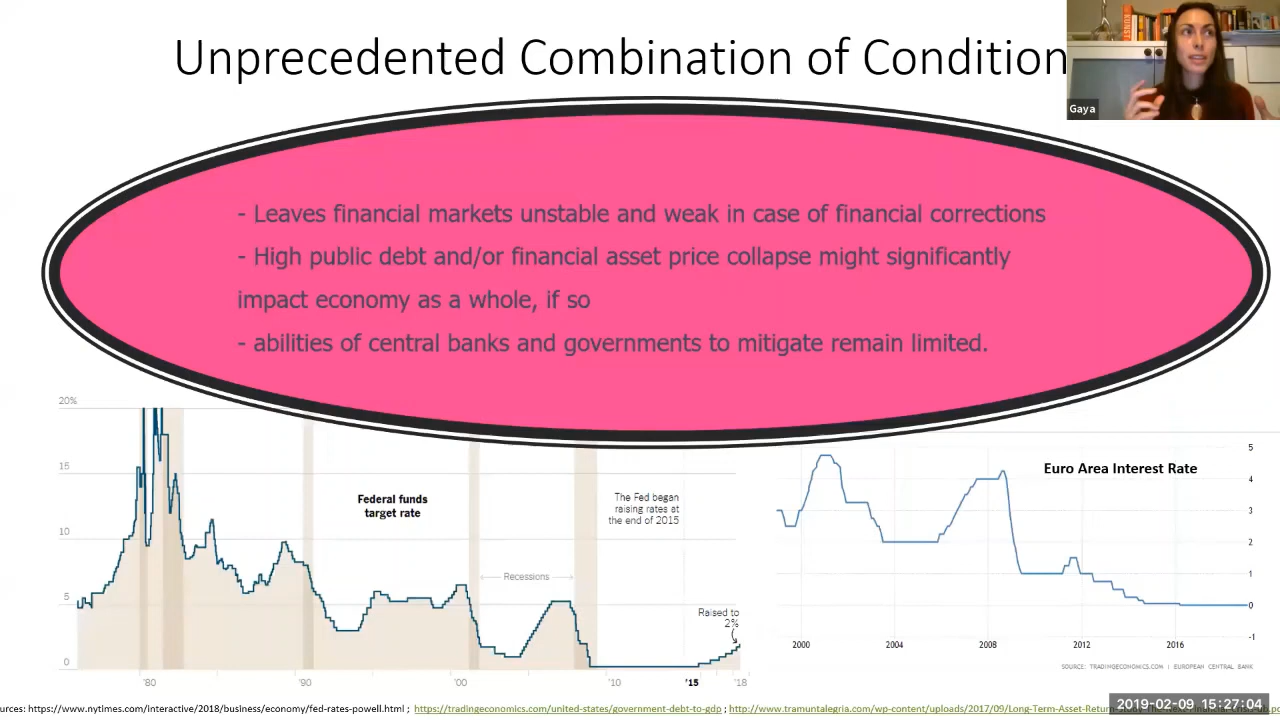 Unprecedented Combination of Condition
Gaya
- Leaves financial markets unstable and weak in case of financial corrections
- High public debt and/or financial asset price collapse might significantly
impact economy as a whole, if so
- abilities of central banks and governments to mitigate remain limited.
20%
15
10
5
0
Federal funds
target rate
The Fed began
raising rates at
the end of 2015
Recessions
Raised to
2%
'80
'90
'00
'10
'15
'18
Euro Area Interest Rate
5
4
3
2
1
0
-1
2000
2004
2008
2012
2016
SOURCE: TRADINGECONOMICS.COM | EUROPEAN CENTRAL BANK
2019-02-09 15:27:04
urces: https://www.nytimes.com/interactive/2018/business/economy/fed-rates-powell.html ; https://tradingeconomics.com/united-states/government-debt-to-gdp ; http://www.tramuntalegria.com/wp-content/uploads/2017/09/Long-Term-Asset-Return-